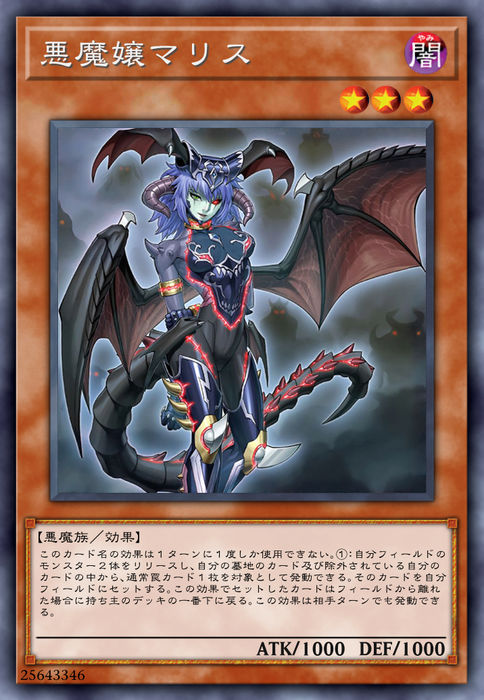 悪魔嬢マリス
やみ
闇
【悪魔族／効果】
このカード名の効果は１ターンに１度しか使用できない。①：自分フィールドの
モンスター２体をリリースし、自分の墓地のカード及び除外されている自分の
カードの中から、通常罠カード１枚を対象として発動できる。そのカードを自分
フィールドにセットする。この効果でセットしたカードはフィールドから離れ
た場合に持ち主のデッキの一番下に戻る。この効果は相手ターンでも発動でき
る。
ATK/1000 DEF/1000
25643346